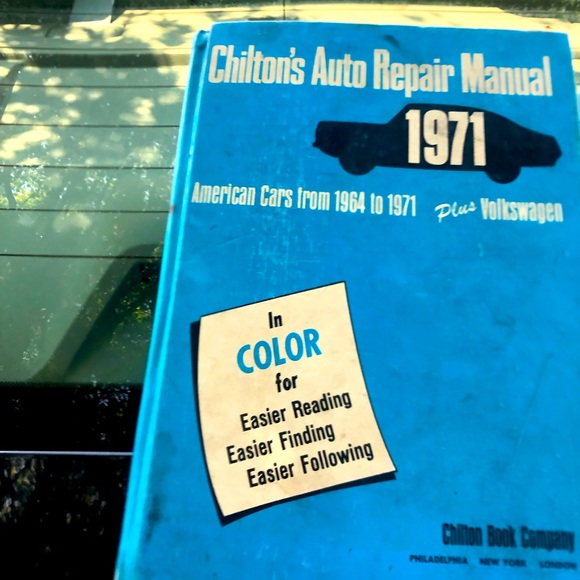 Chilton's Auto Repair Manual
1971
American Cars from 1964 to 1971 Plus Volkswagen
In
COLOR
for
Easier Reading
Easier Finding
Easier Following
Chilton Book Company
PHILADELPHIA NEW YORK LONDON